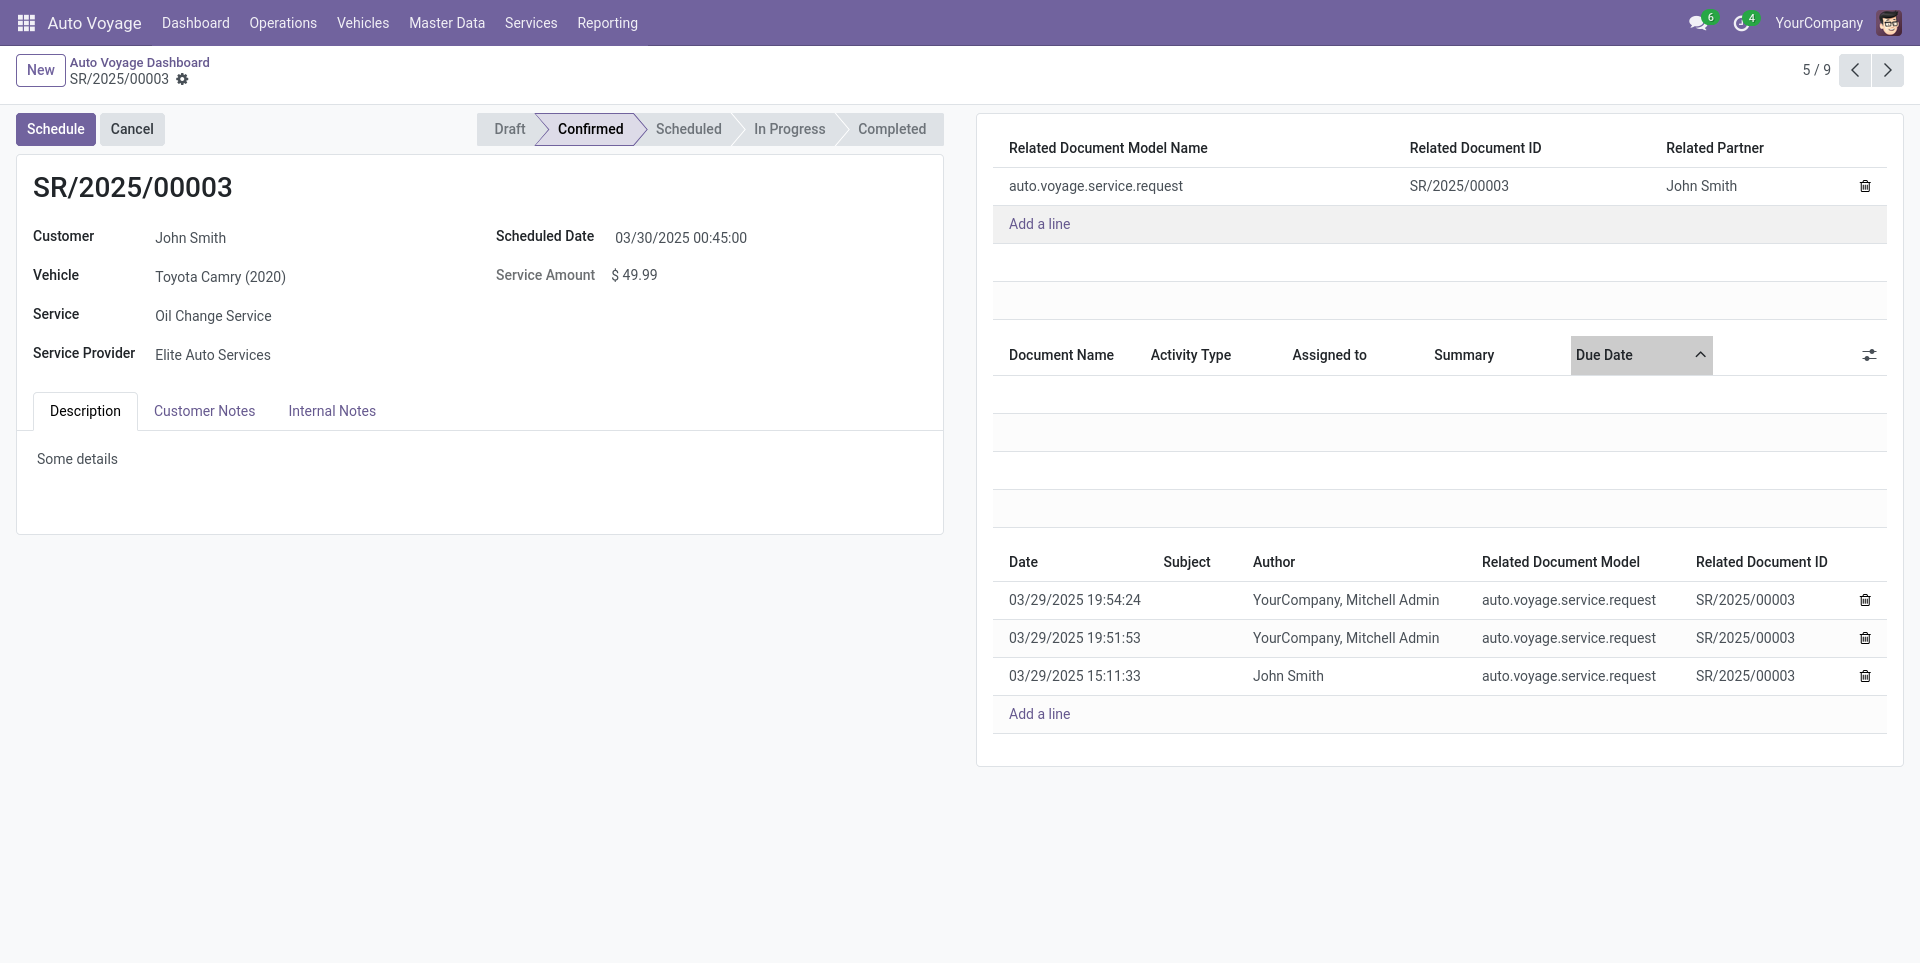 Auto Voyage Dashboard Operations Vehicles Master Data Services Reporting 6 4 YourCompany
New Auto Voyage Dashboard
SR/2025/00003 5 / 9
Schedule Cancel Draft Confirmed Scheduled In Progress Completed
SR/2025/00003
Customer John Smith Scheduled Date 03/30/2025 00:45:00
Vehicle Toyota Camry (2020) Service Amount $ 49.99
Service Oil Change Service
Service Provider Elite Auto Services
Description Customer Notes Internal Notes
Some details
Related Document Model Name Related Document ID Related Partner
auto.voyage.service.request SR/2025/00003 John Smith
Add a line
Document Name Activity Type Assigned to Summary Due Date
Date Subject Author Related Document Model Related Document ID
03/29/2025 19:54:24 YourCompany, Mitchell Admin auto.voyage.service.request SR/2025/00003
03/29/2025 19:51:53 YourCompany, Mitchell Admin auto.voyage.service.request SR/2025/00003
03/29/2025 15:11:33 John Smith auto.voyage.service.request SR/2025/00003
Add a line